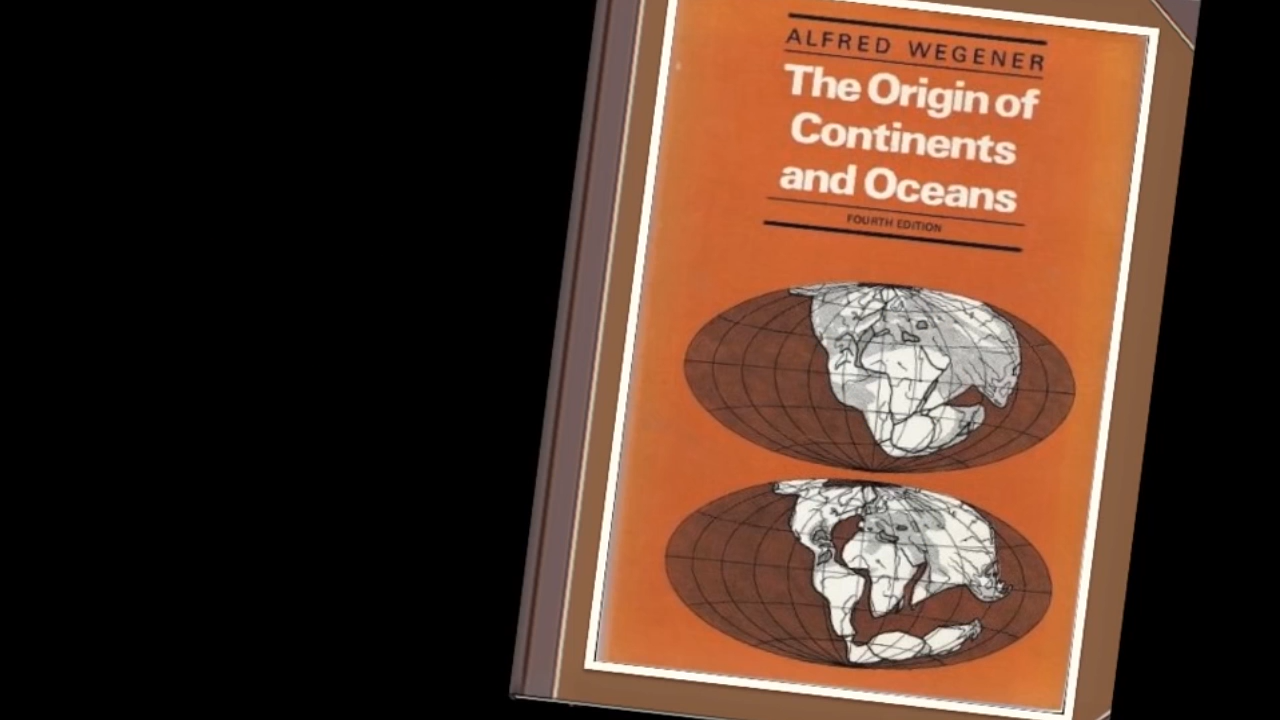 ALFRED WEGENER
The Origin of
Continents
and Oceans
FOURTH EDITION